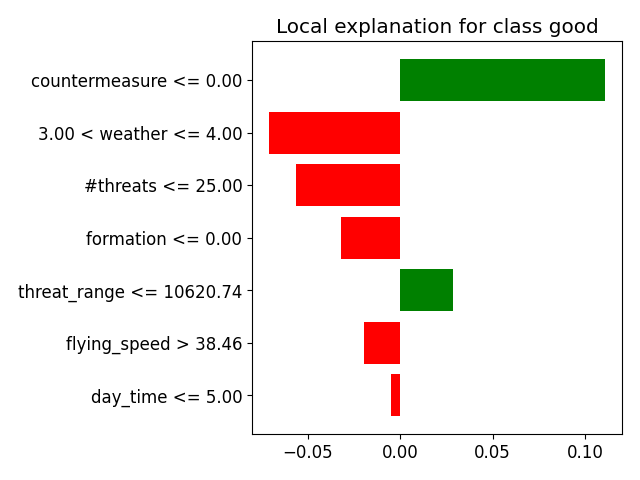 Local explanation for class good
countermeasure <= 0.00
3.00 < weather <= 4.00
#threats <= 25.00
formation <= 0.00
threat_range <= 10620.74
flying_speed > 38.46
day_time <= 5.00
−0.05 0.00 0.05 0.10